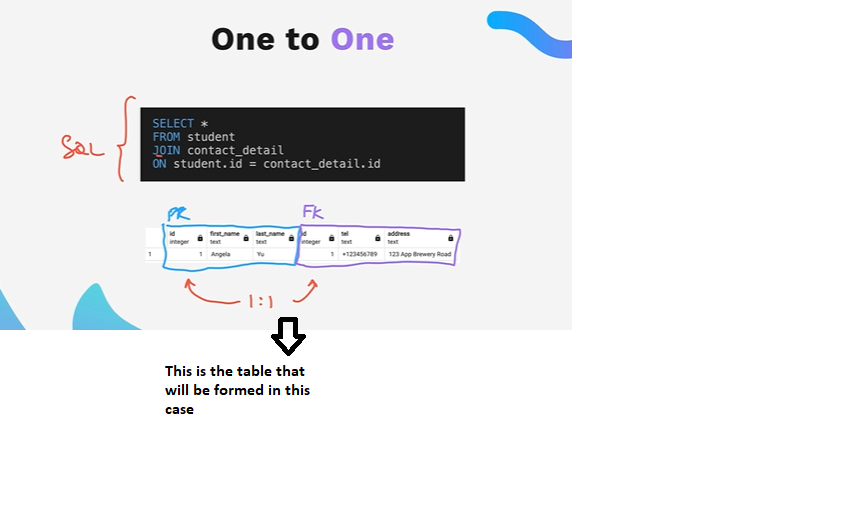 One to One
SQL
SELECT *
FROM student
JOIN contact_detail
ON student.id = contact_detail.id
PR FK
id first_name last_name id tel address
integer text text integer text text
1 1 Angela Yu 1 +123456789 123 App Brewery Road
1:1
This is the table that
will be formed in this
case